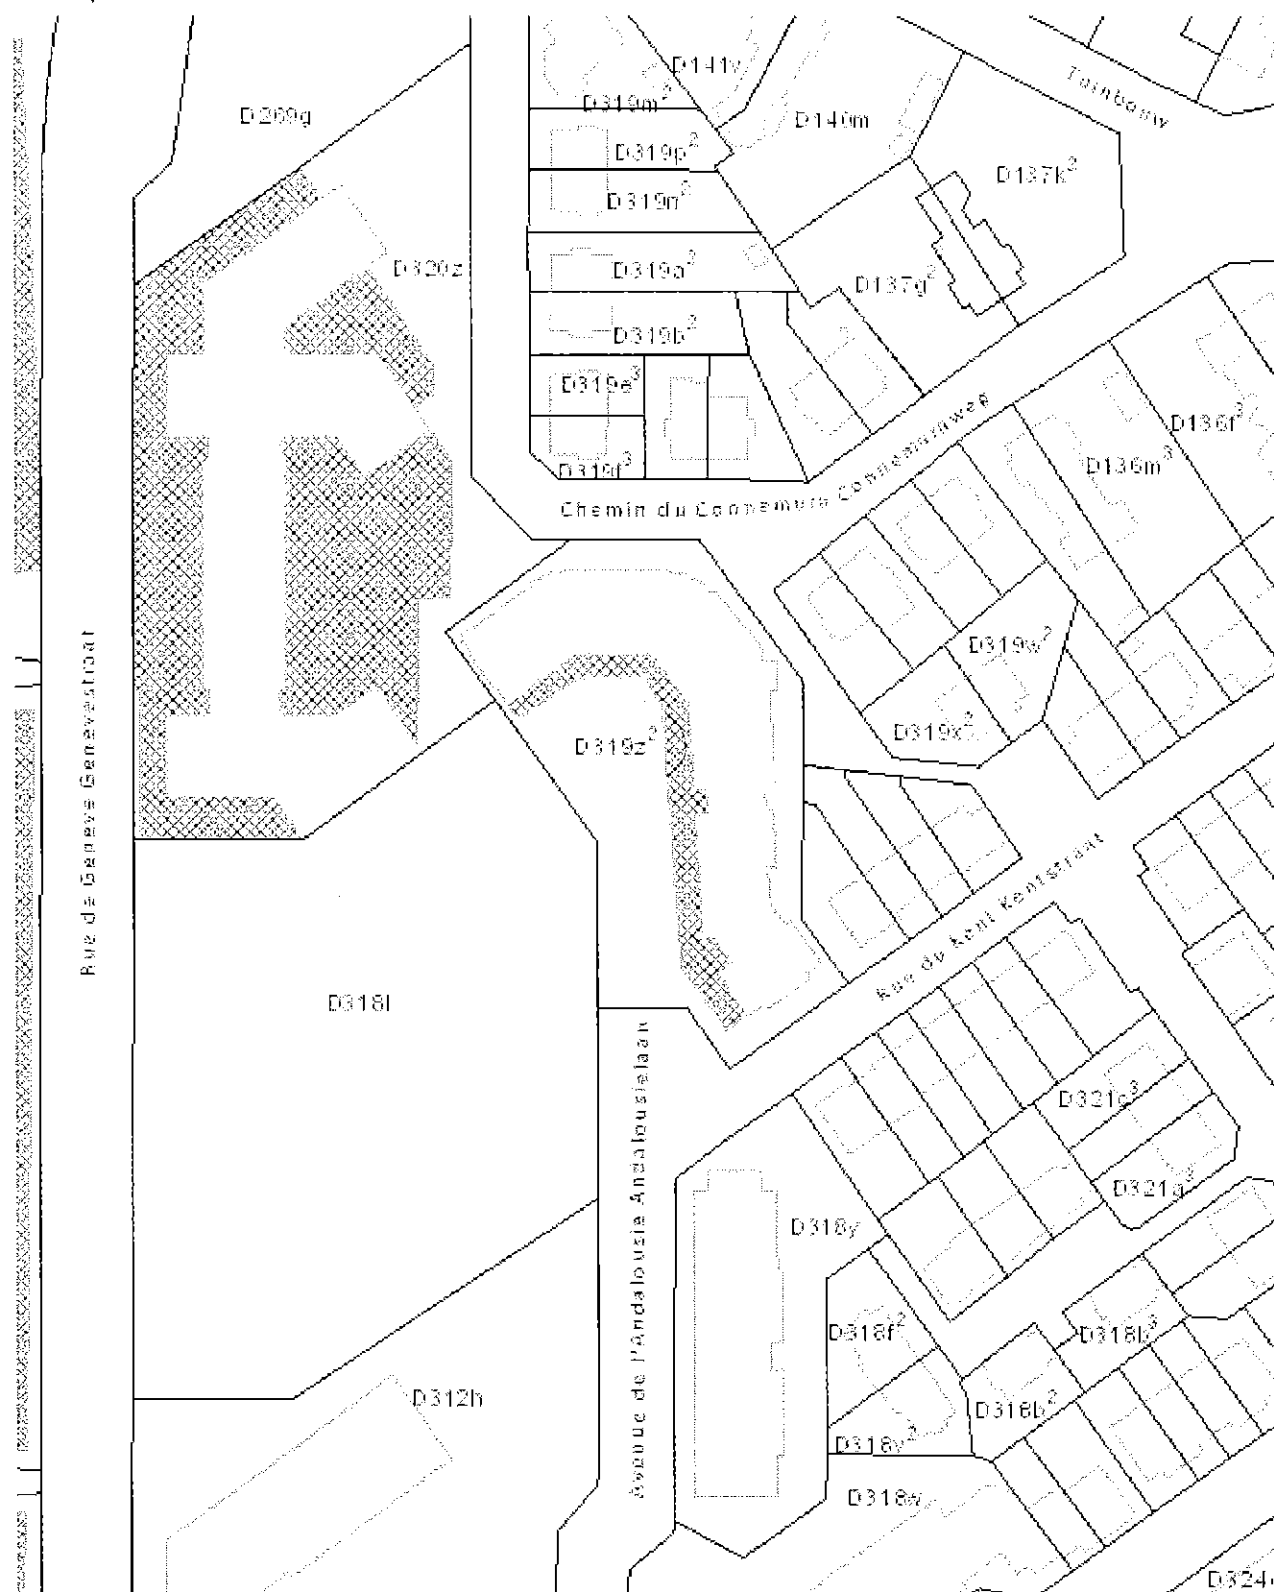 D141v
D319m²
D269g
D140m
Tuinbouw
D319p²
D137k²
D319n²
D320z
D319a²
D137g²
D319b²
D319e³
D136f³
D319f³
D136m³
Chemin du Connemara Connemaraweg
D319w²
D319x²
D319z²
Rue de Genève Genèvestraat
Rue du Kent Kentstraat
D318l
D321c³
D321a³
D318y
Avenue de l'Andalousie Andalousielaan
D318f²
D318b³
D312h
D318b²
D318v²
D318w